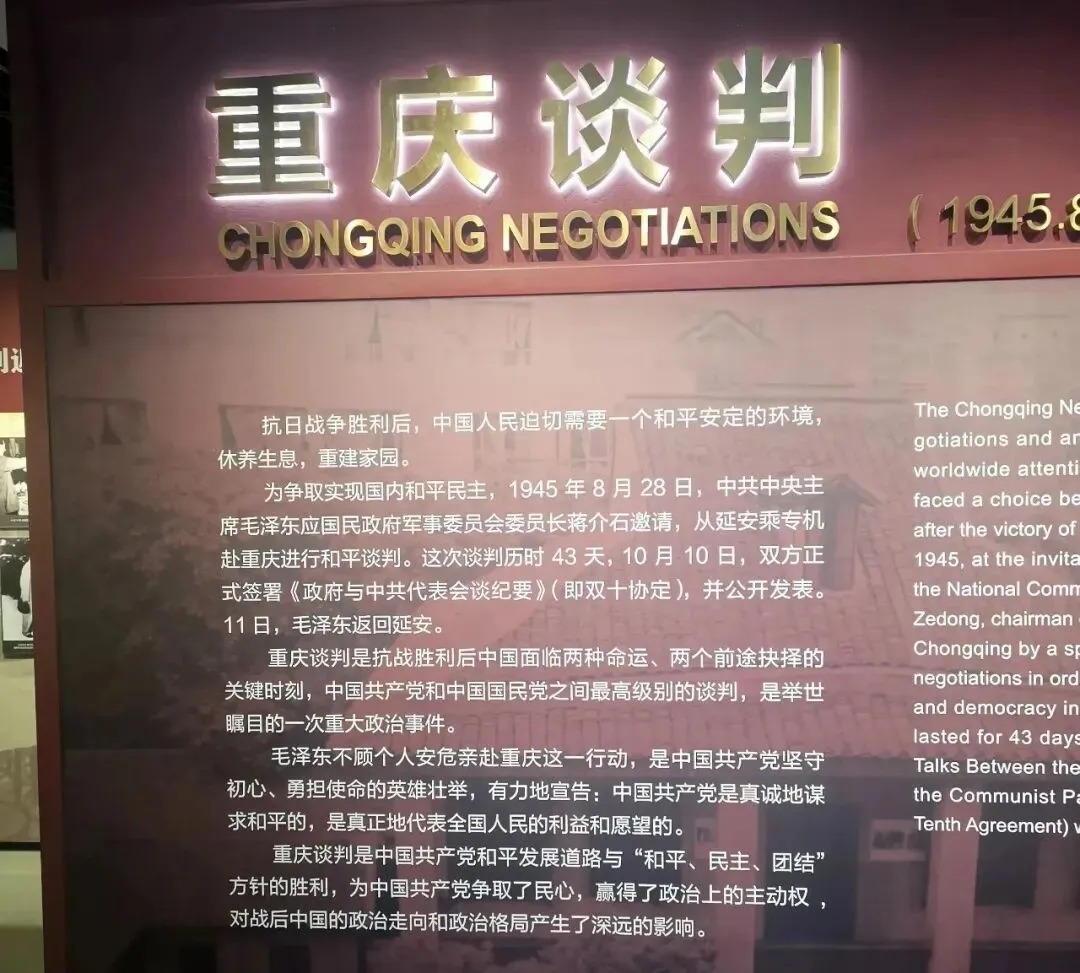 重庆谈判
CHONGQING NEGOTIATIONS
( 1945.8
抗日战争胜利后，中国人民迫切需要一个和平安定的环境，
休养生息，重建家园。
为争取实现国内和平民主，1945 年 8 月 28 日，中共中央主
席毛泽东应国民政府军事委员会委员长蒋介石邀请，从延安乘专机
赴重庆进行和平谈判。这次谈判历时 43 天，10 月 10 日，双方正
式签署《政府与中共代表会谈纪要》（即双十协定），并公开发表。
11 日，毛泽东返回延安。
重庆谈判是抗战胜利后中国面临两种命运、两个前途抉择的
关键时刻，中国共产党和中国国民党之间最高级别的谈判，是举世
瞩目的一次重大政治事件。
毛泽东不顾个人安危亲赴重庆这一行动，是中国共产党坚守
初心、勇担使命的英雄壮举，有力地宣告：中国共产党是真诚地谋
求和平的，是真正地代表全国人民的利益和愿望的。
重庆谈判是中国共产党和平发展道路与“和平、民主、团结”
方针的胜利，为中国共产党争取了民心，赢得了政治上的主动权，
对战后中国的政治走向和政治格局产生了深远的影响。
The Chongqing Ne
gotiations and an
worldwide attenti
faced a choice be
after the victory of
1945, at the invita
the National Comm
Zedong, chairman
Chongqing by a sp
negotiations in ord
and democracy in
lasted for 43 days
Talks Between the
the Communist Pa
Tenth Agreement) w